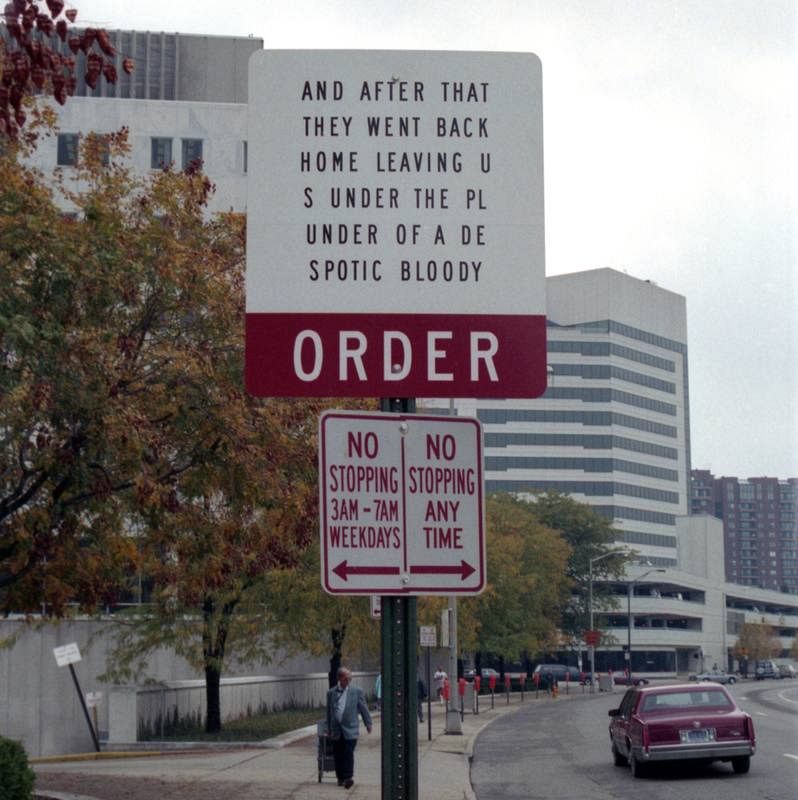 AND AFTER THAT
THEY WENT BACK
HOME LEAVING U
S UNDER THE PL
UNDER OF A DE
SPOTIC BLOODY
ORDER
NO
STOPPING
3AM-7AM
WEEKDAYS
NO
STOPPING
ANY
TIME